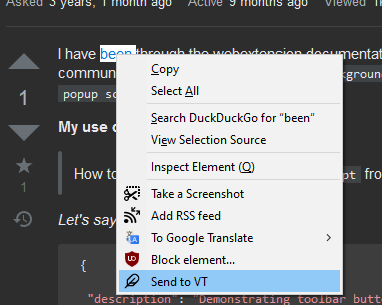 Asked 3 years, 1 month ago Active 9 months ago Viewed
I have been through the webextension documentat
commun
popup sc
Copy
Select All
Search DuckDuckGo for “been”
View Selection Source
Inspect Element (Q)
Take a Screenshot
Add RSS feed
To Google Translate
Block element...
Send to VT
1
My use c
1
How to
pt fro
Let's say
{
"description": "Demonstrating toolbar butt